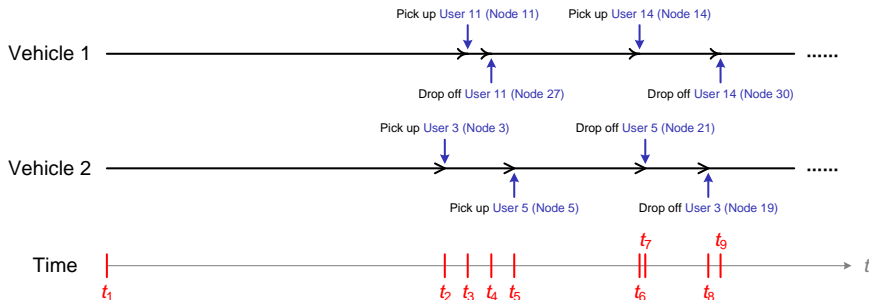 Pick up User 11 (Node 11) Pick up User 14 (Node 14)
Vehicle 1 ......
Drop off User 11 (Node 27) Drop off User 14 (Node 30)
Pick up User 3 (Node 3) Drop off User 5 (Node 21)
Vehicle 2 ......
Pick up User 5 (Node 5) Drop off User 3 (Node 19)
t7 t9
Time t
t1 t2 t3 t4 t5 t6 t8